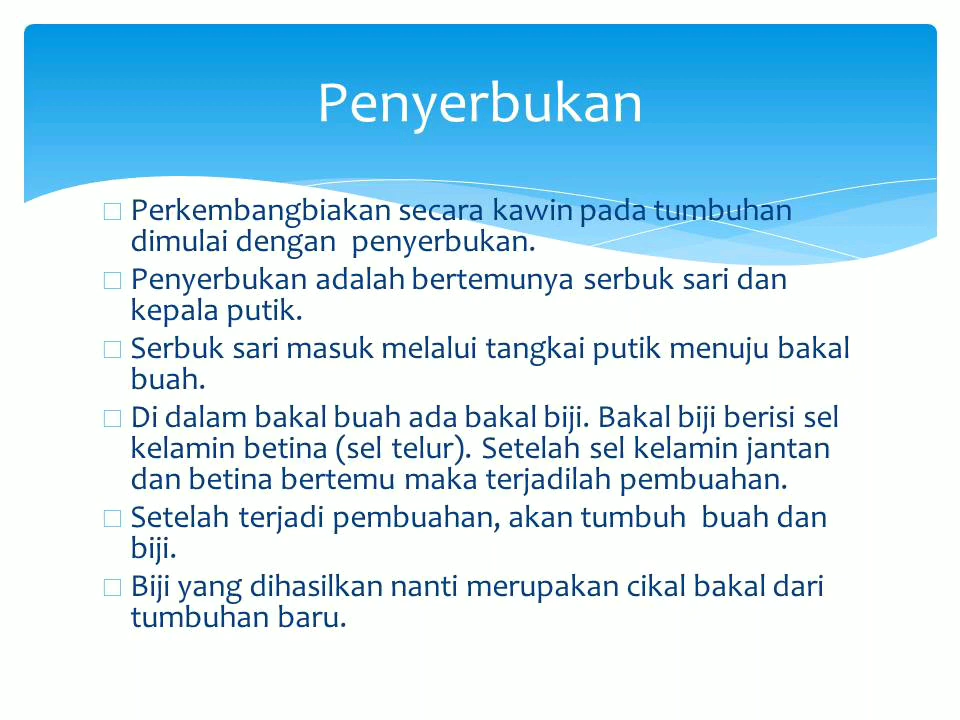 Penyerbukan
□ Perkembangbiakan secara kawin pada tumbuhan
dimulai dengan  penyerbukan.
□ Penyerbukan adalah bertemunya serbuk sari dan
kepala putik.
□ Serbuk sari masuk melalui tangkai putik menuju bakal
buah.
□ Di dalam bakal buah ada bakal biji. Bakal biji berisi sel
kelamin betina (sel telur). Setelah sel kelamin jantan
dan betina bertemu maka terjadilah pembuahan.
□ Setelah terjadi pembuahan, akan tumbuh  buah dan
biji.
□ Biji yang dihasilkan nanti merupakan cikal bakal dari
tumbuhan baru.